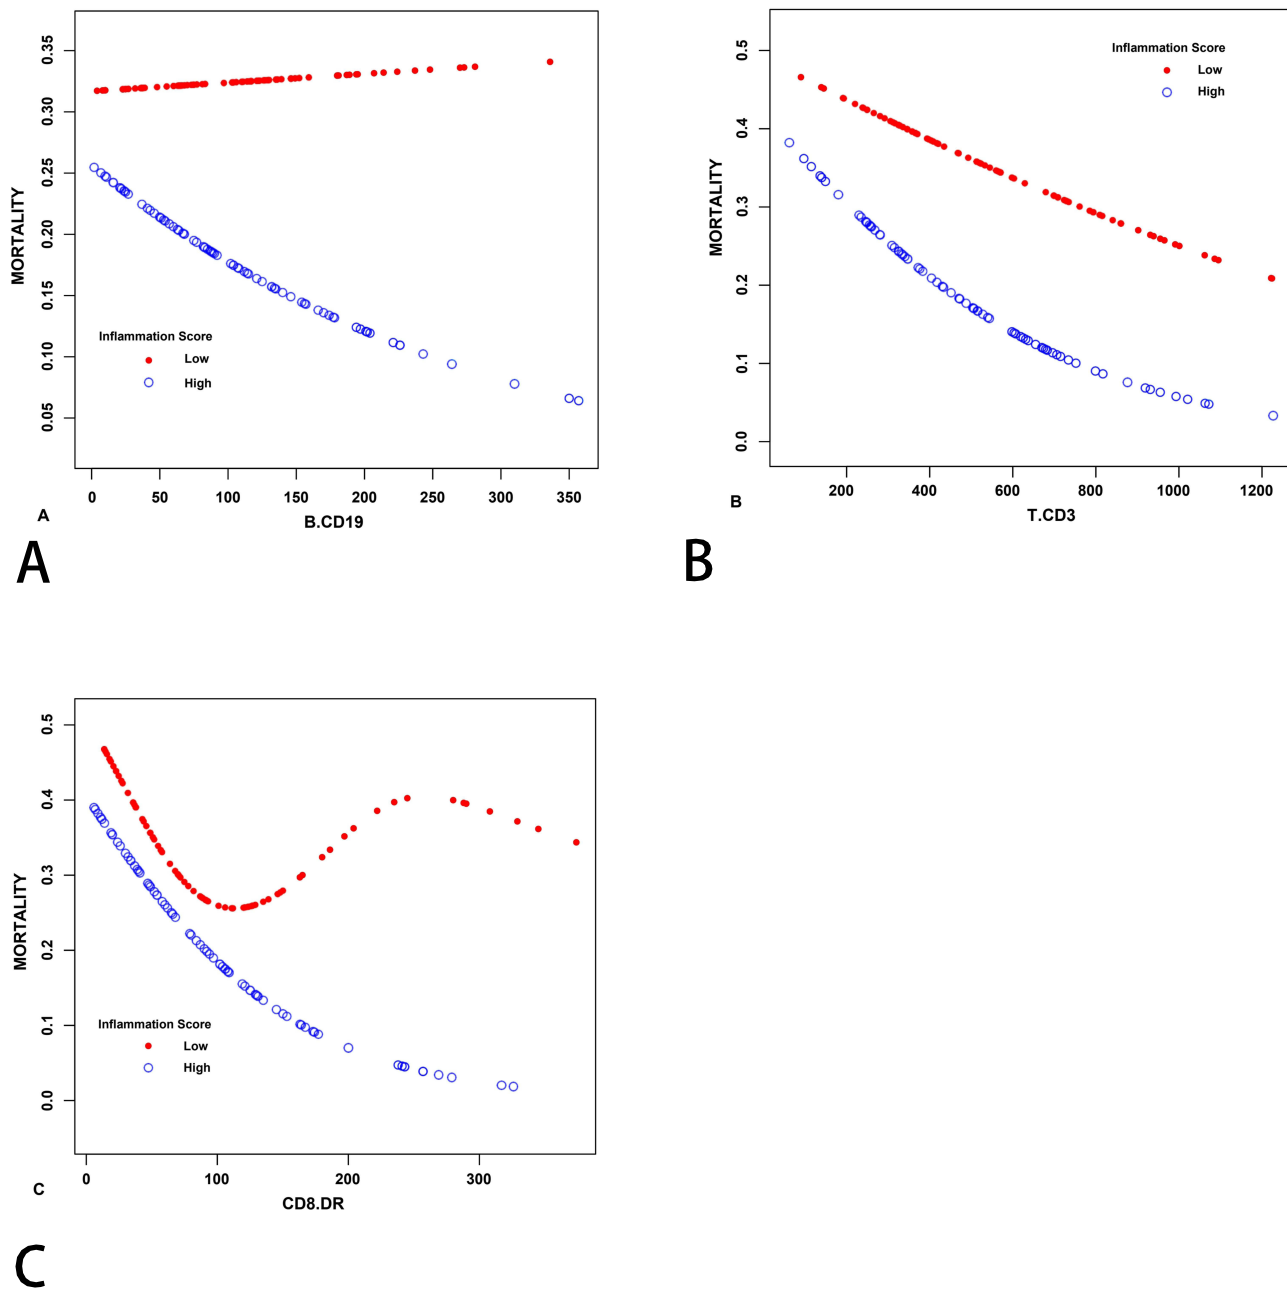 MORTALITY
0.35
0.30
0.25
0.20
0.15
0.10
0.05
Inflammation Score
Low
High
0 50 100 150 200 250 300 350
B.CD19
A
A
MORTALITY
0.5
0.4
0.3
0.2
0.1
0.0
Inflammation Score
Low
High
200 400 600 800 1000 1200
T.CD3
B
B
MORTALITY
0.5
0.4
0.3
0.2
0.1
0.0
Inflammation Score
Low
High
0 100 200 300
CD8.DR
C
C